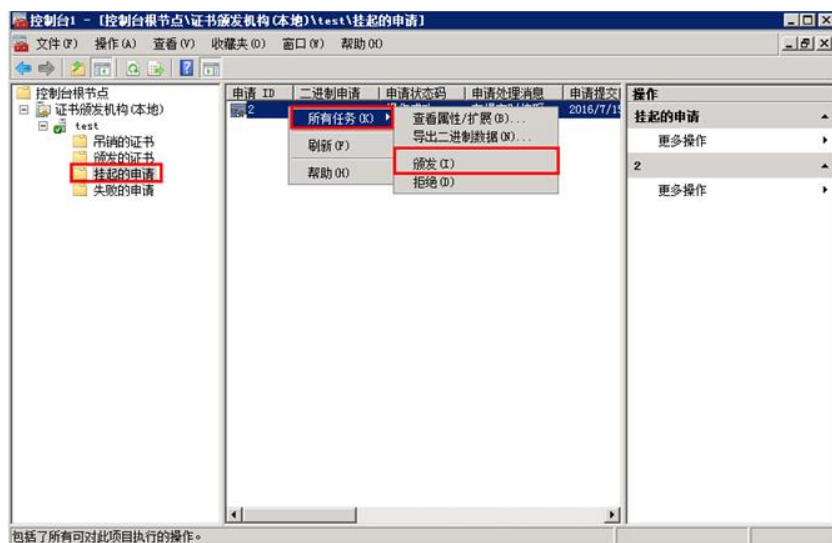 控制台1 - [控制台根节点\证书颁发机构(本地)\test\挂起的申请]
文件(F) 操作(A) 查看(V) 收藏夹(O) 窗口(W) 帮助(H)
控制台根节点
证书颁发机构(本地)
test
吊销的证书
颁发的证书
挂起的申请
失败的申请
申请 ID 二进制申请 申请状态码 申请处理消息 申请提交
2 2016/7/15
所有任务(K)
刷新(F)
帮助(H)
查看属性/扩展(B)...
导出二进制数据(N)...
颁发(I)
拒绝(D)
操作
挂起的申请
更多操作
2
更多操作
包括了所有可对此项目执行的操作。